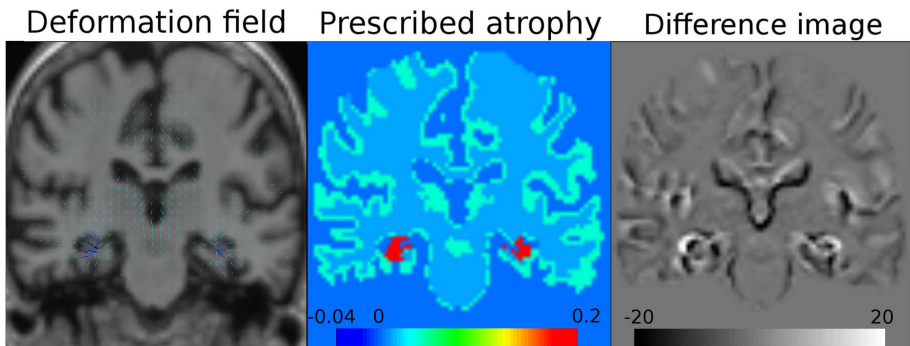 Deformation field
Prescribed atrophy
Difference image
-0.04 0 0.2
-20 20